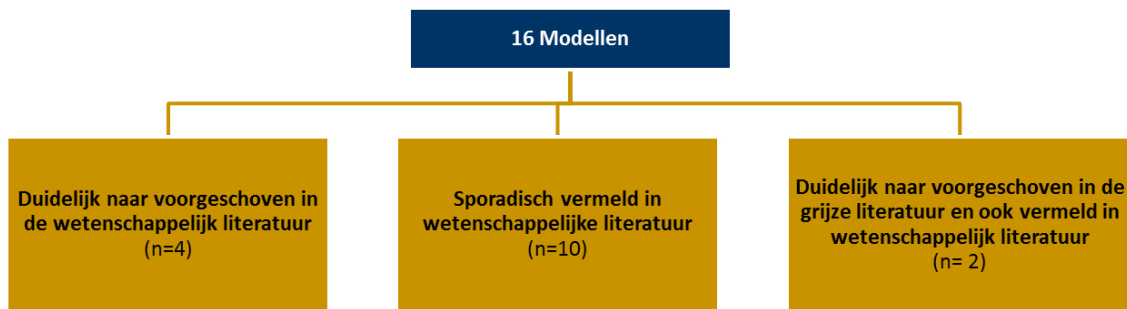 16 Modellen
Duidelijk naar voorgeschoven in
de wetenschappelijk literatuur
(n=4)
Sporadisch vermeld in
wetenschappelijke literatuur
(n=10)
Duidelijk naar voorgeschoven in de
grijze literatuur en ook vermeld in
wetenschappelijk literatuur
(n= 2)